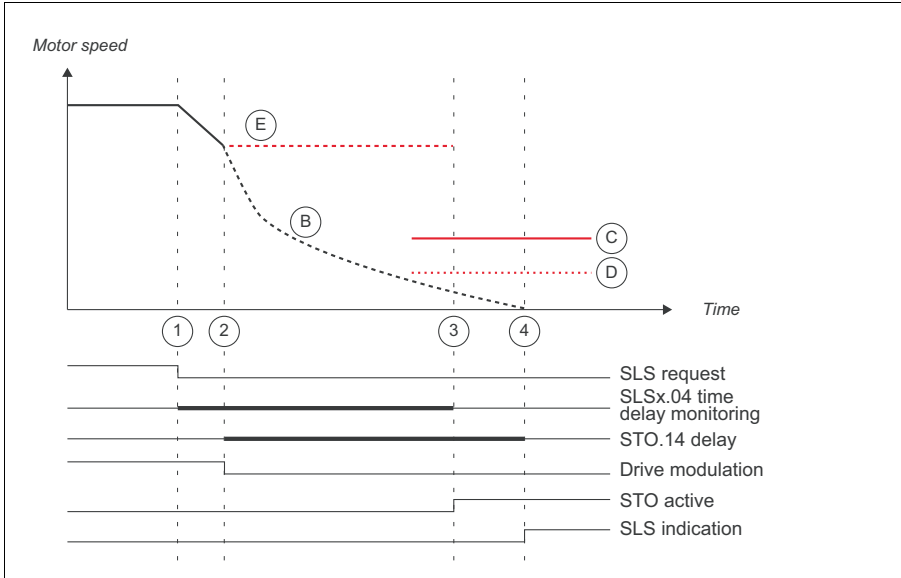 Motor speed
E
B
C
D
Time
1
2
3
4
SLS request
SLSx.04 time
delay monitoring
STO.14 delay
Drive modulation
STO active
SLS indication